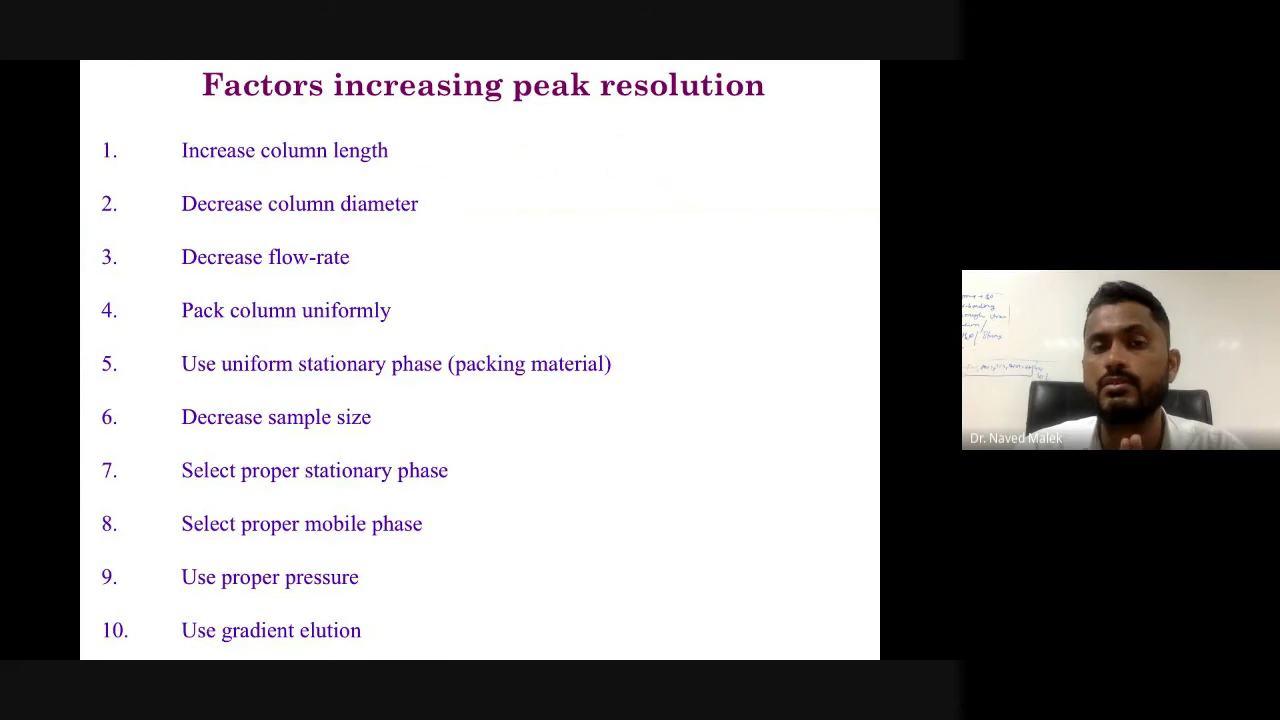 Factors increasing peak resolution
1. Increase column length
2. Decrease column diameter
3. Decrease flow-rate
4. Pack column uniformly
5. Use uniform stationary phase (packing material)
6. Decrease sample size
7. Select proper stationary phase
8. Select proper mobile phase
9. Use proper pressure
10. Use gradient elution
Dr. Naved Malek